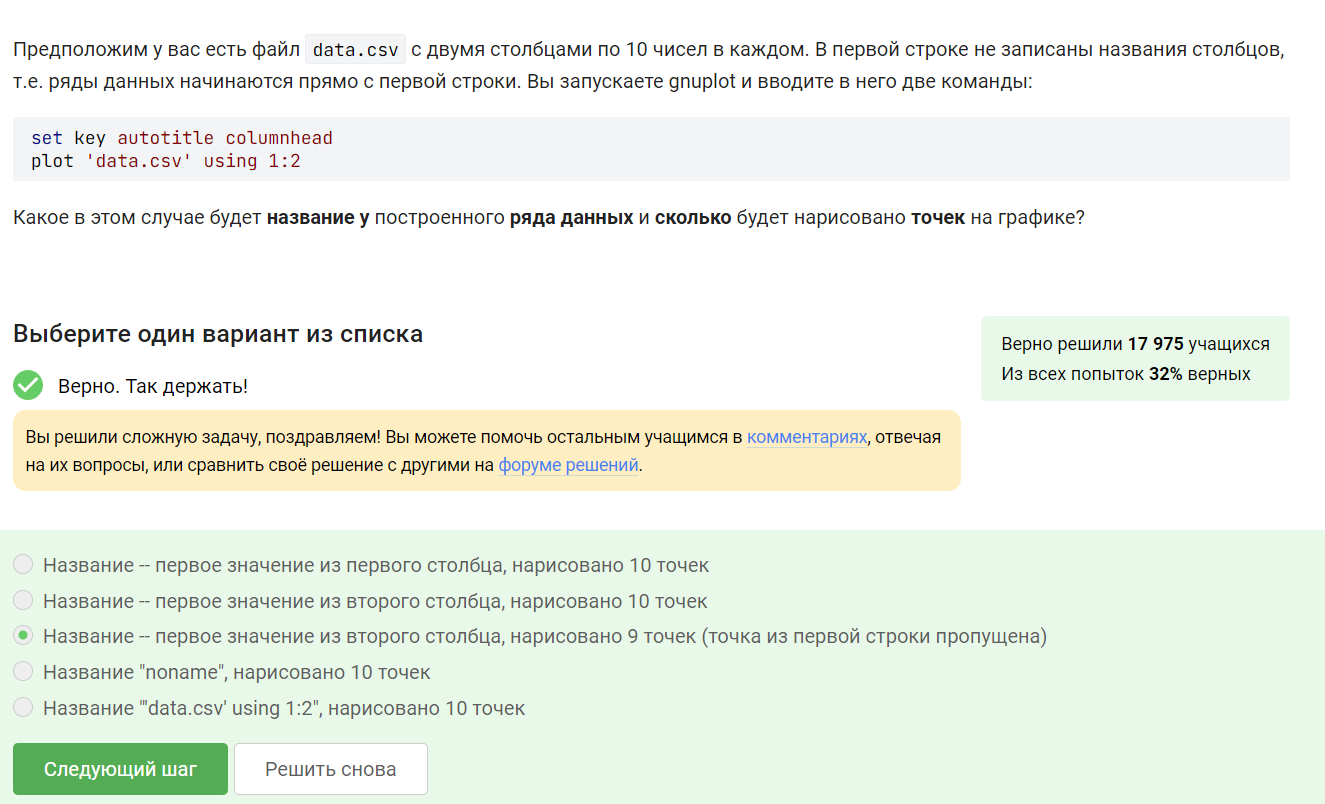 Предположим у вас есть файл data.csv с двумя столбцами по 10 чисел в каждом. В первой строке не записаны названия столбцов,
т.е. ряды данных начинаются прямо с первой строки. Вы запускаете gnuplot и вводите в него две команды:
set key autotitle columnhead
plot 'data.csv' using 1:2
Какое в этом случае будет название у построенного ряда данных и сколько будет нарисовано точек на графике?
Выберите один вариант из списка
Верно решили 17 975 учащихся
Из всех попыток 32% верных
Верно. Так держать!
Вы решили сложную задачу, поздравляем! Вы можете помочь остальным учащимся в комментариях, отвечая
на их вопросы, или сравнить своё решение с другими на форуме решений.
Название -- первое значение из первого столбца, нарисовано 10 точек
Название -- первое значение из второго столбца, нарисовано 10 точек
Название -- первое значение из второго столбца, нарисовано 9 точек (точка из первой строки пропущена)
Название "noname", нарисовано 10 точек
Название "'data.csv' using 1:2", нарисовано 10 точек
Следующий шаг
Решить снова